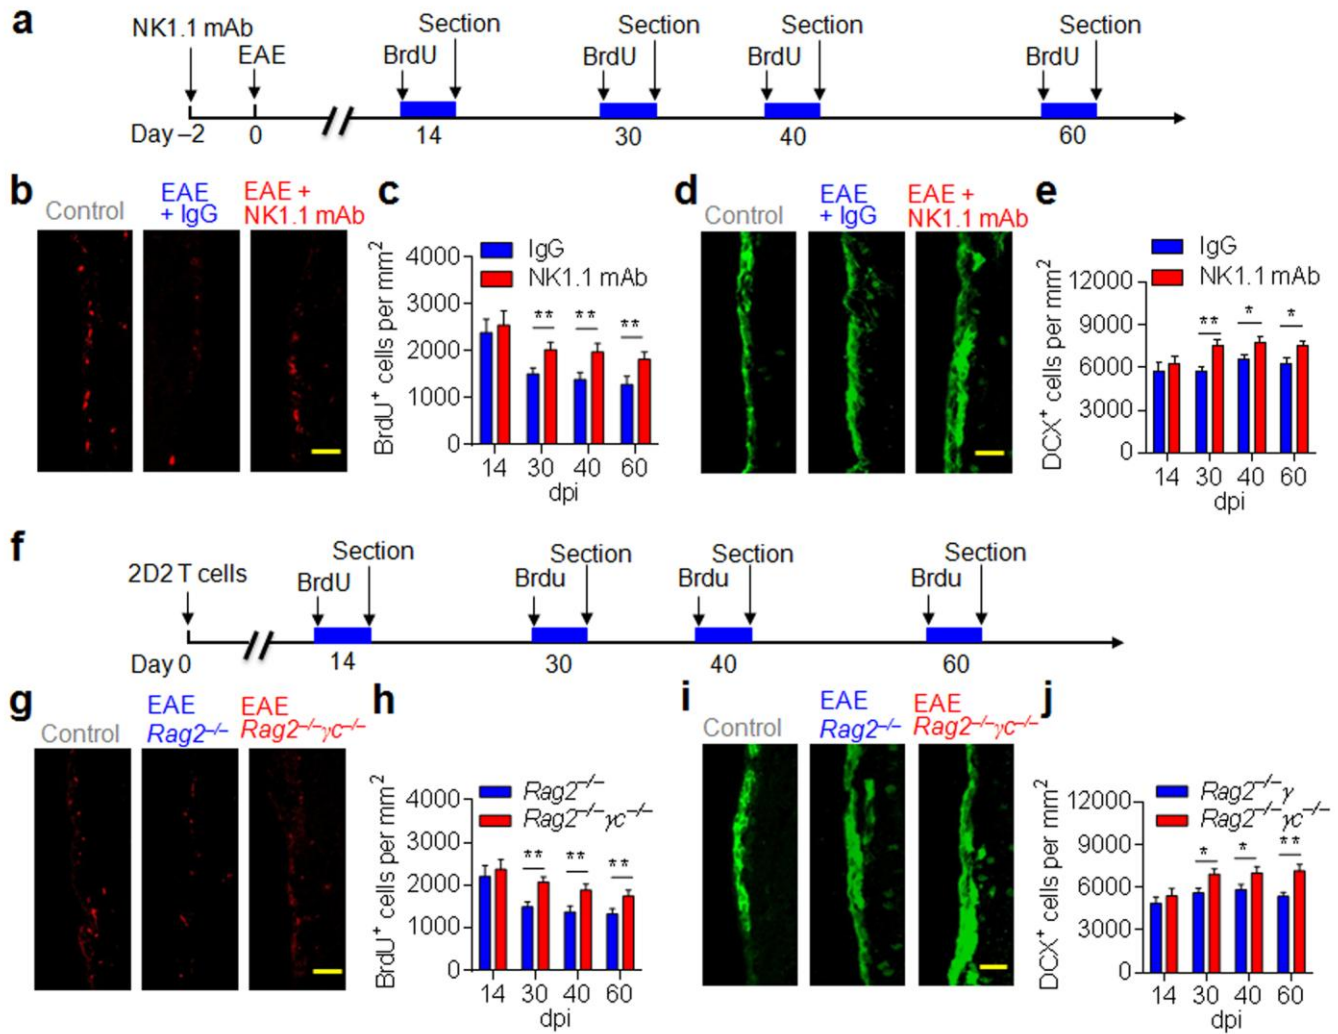 a
NK1.1 mAb
EAE
BrdU
Section
BrdU
Section
BrdU
Section
BrdU
Section
Day –2
0
14
30
40
60
b
Control
EAE
+ IgG
EAE +
NK1.1 mAb
c
BrdU+ cells per mm2
4000
3000
2000
1000
0
IgG
NK1.1 mAb
**
**
**
14
30
40
60
dpi
d
Control
EAE
+ IgG
EAE +
NK1.1 mAb
e
DCX+ cells per mm2
12000
9000
6000
3000
0
IgG
NK1.1 mAb
**
*
*
14
30
40
60
dpi
f
2D2 T cells
BrdU
Section
Brdu
Section
Brdu
Section
Brdu
Section
Day 0
14
30
40
60
g
Control
EAE
Rag2–/–
EAE
Rag2–/–γc–/–
h
BrdU+ cells per mm2
4000
3000
2000
1000
0
Rag2–/–
Rag2–/–γc–/–
**
**
**
14
30
40
60
dpi
i
Control
EAE
Rag2–/–
EAE
Rag2–/–γc–/–
j
DCX+ cells per mm2
12000
9000
6000
3000
0
Rag2–/–γ
Rag2–/–γc–/–
*
*
**
14
30
40
60
dpi